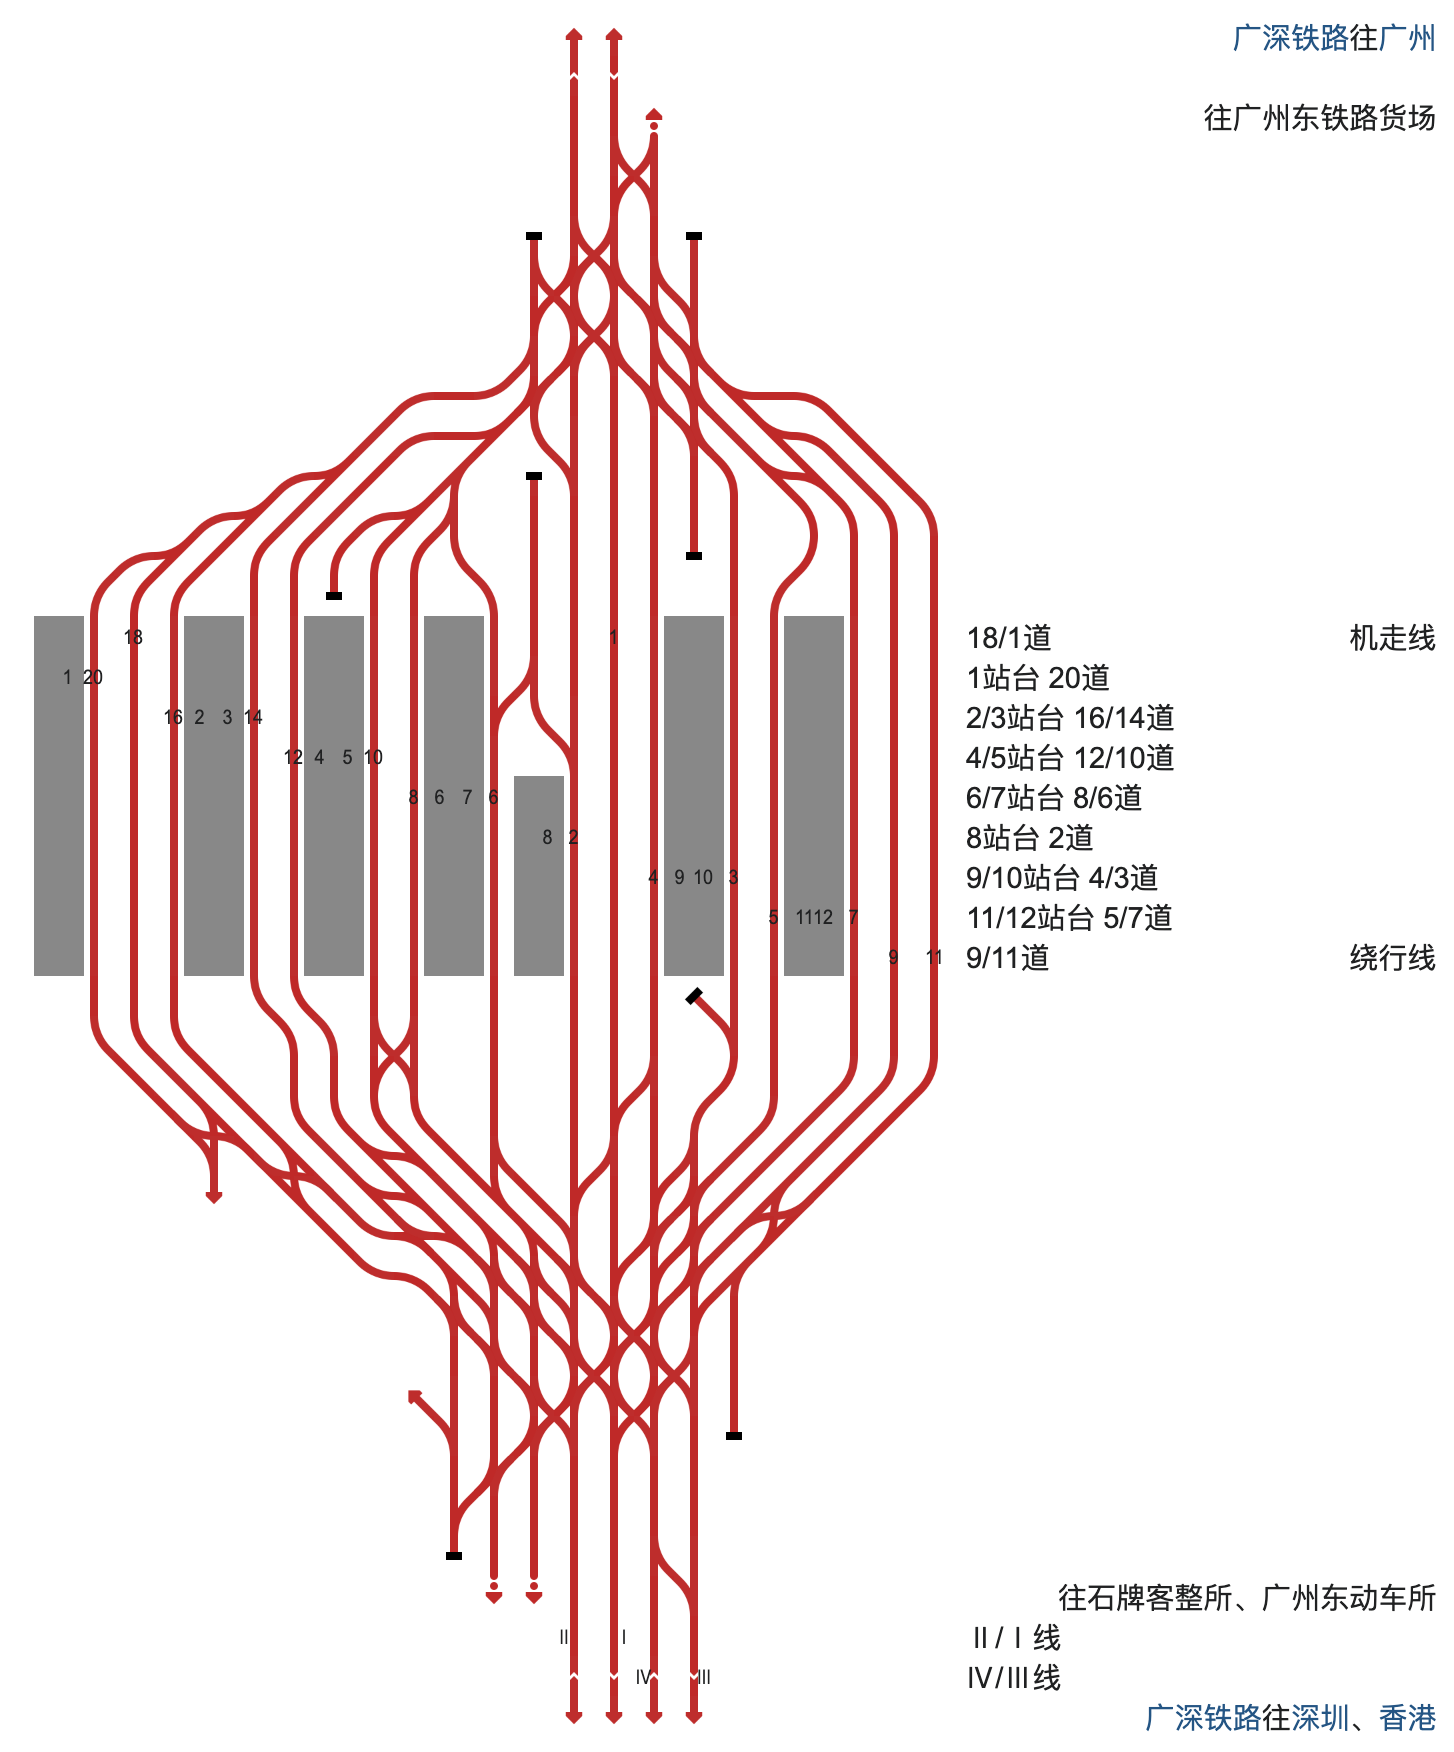 广深铁路往广州
往广州东铁路货场
18 1 18/1道 机走线
1 20 1站台 20道
16 2 3 14 2/3站台 16/14道
12 4 5 10 4/5站台 12/10道
8 6 7 6 6/7站台 8/6道
8 2 8站台 2道
4 9 10 3 9/10站台 4/3道
5 11 12 7 11/12站台 5/7道
9 11 9/11道 绕行线
往石牌客整所、广州东动车所
II I II / I 线
IV III IV/III线
广深铁路往深圳、香港